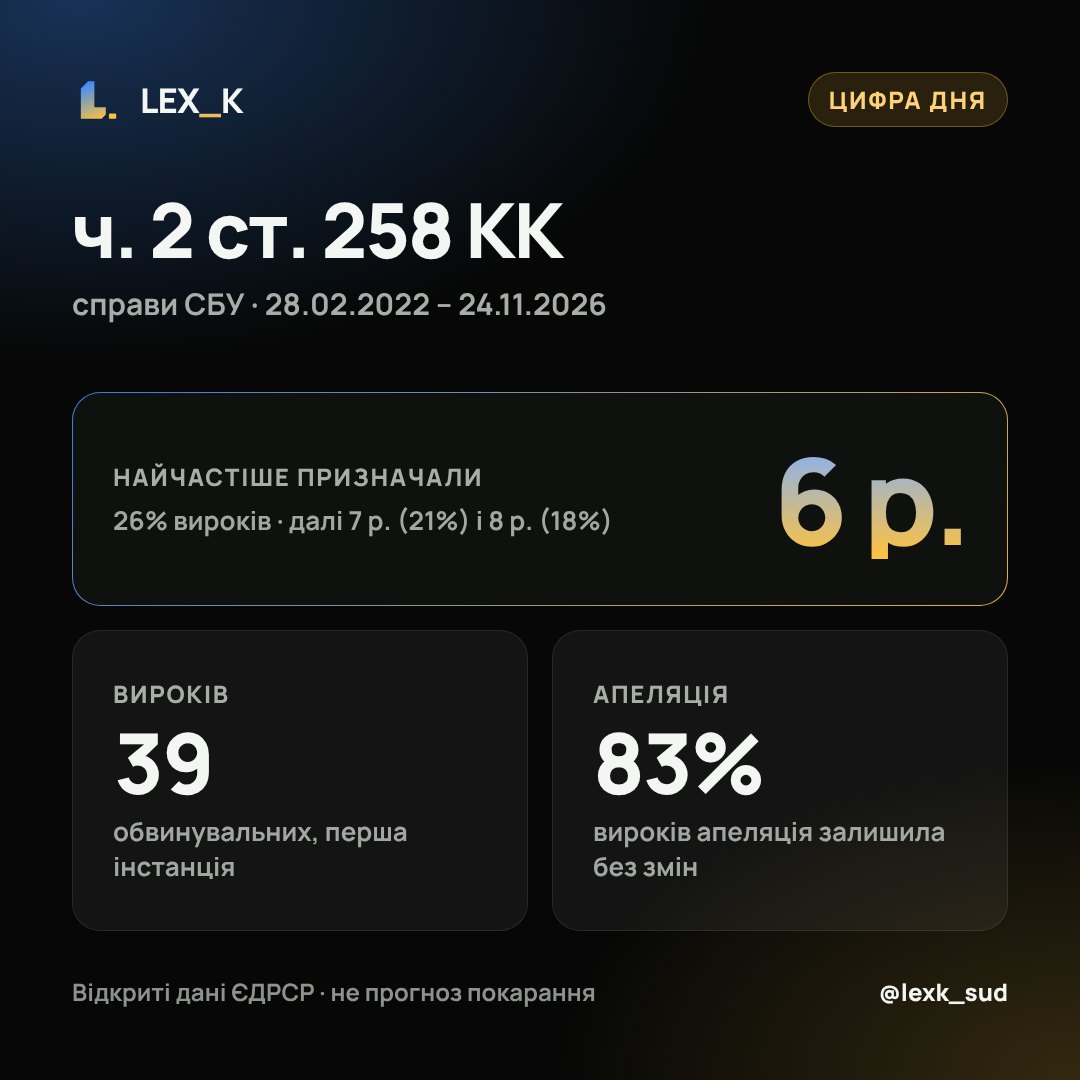 LEX_K
ЦИФРА ДНЯ
ч. 2 ст. 258 КК
справи СБУ · 28.02.2022 – 24.11.2026
НАЙЧАСТІШЕ ПРИЗНАЧАЛИ
26% вироків · далі 7 р. (21%) і 8 р. (18%)
6 р.
ВИРОКІВ
39
обвинувальних, перша
інстанція
АПЕЛЯЦІЯ
83%
вироків апеляція залишила
без змін
Відкриті дані ЄДРСР · не прогноз покарання
@lexk_sud